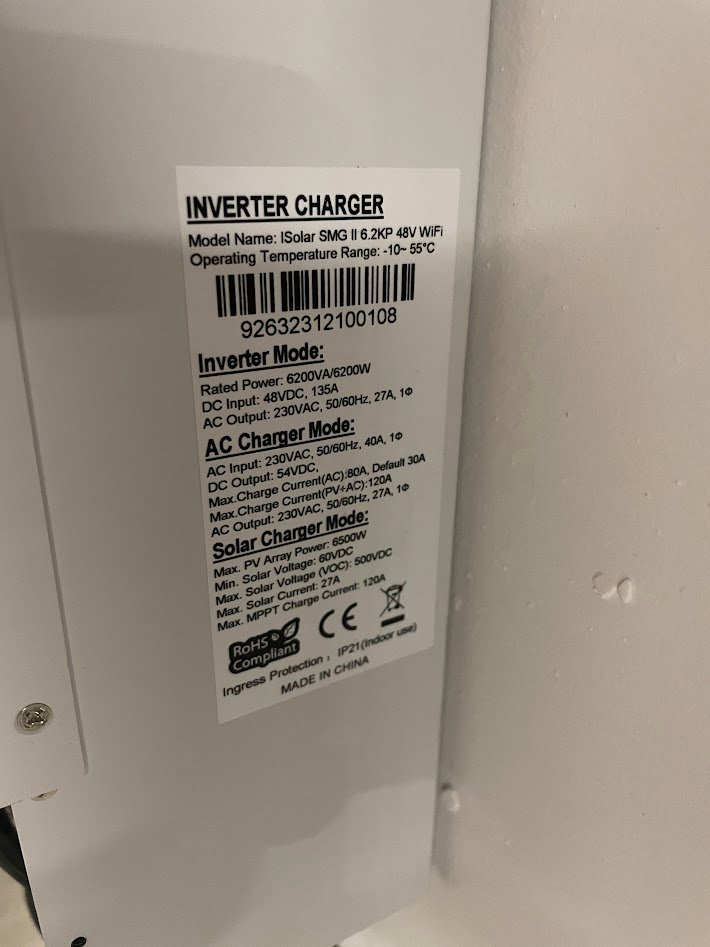 INVERTER CHARGER
Model Name: ISolar SMG II 6.2KP 48V WiFi
Operating Temperature Range: -10~ 55°C
92632312100108
Inverter Mode:
Rated Power: 6200VA/6200W
DC Input: 48VDC, 135A
AC Output: 230VAC, 50/60Hz, 27A, 1Φ
AC Charger Mode:
AC Input: 230VAC, 50/60Hz, 40A, 1Φ
DC Output: 54VDC,
Max.Charge Current(AC):80A, Default 30A
Max.Charge Current(PV+AC):120A
AC Output: 230VAC, 50/60Hz, 27A, 1Φ
Solar Charger Mode:
Max. PV Array Power: 6500W
Min. Solar Voltage: 60VDC
Max. Solar Voltage (VOC): 500VDC
Max. Solar Current: 27A
Max. MPPT Charge Current: 120A
RoHS
Compliant
CE
Ingress Protection : IP21(Indoor use)
MADE IN CHINA